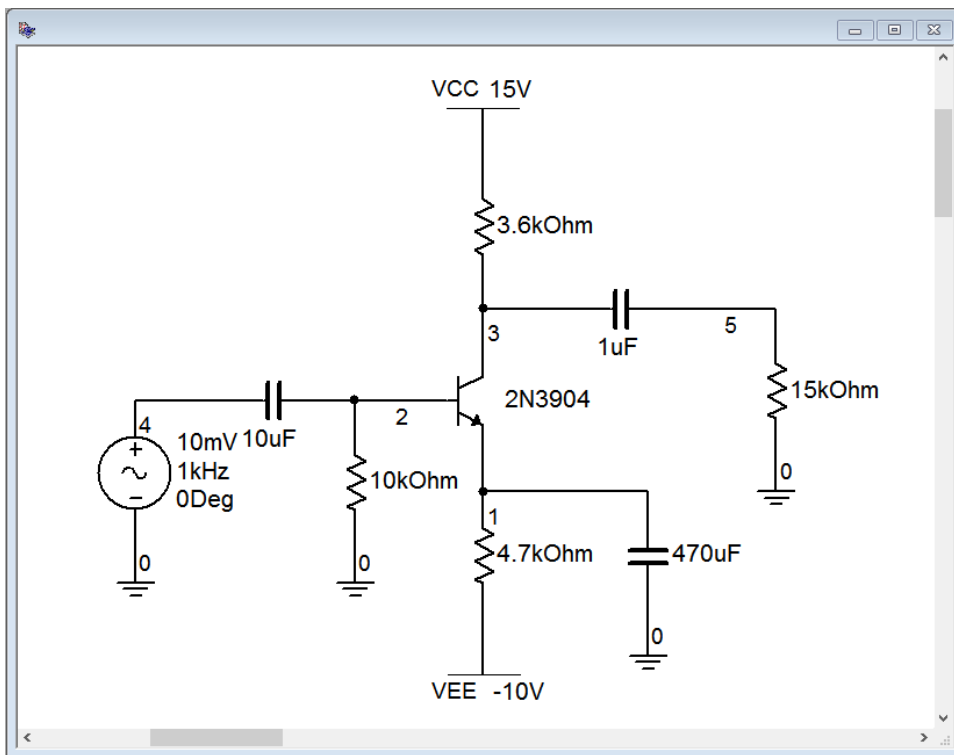 VCC 15V
3.6kOhm
3
5
1uF
2N3904
15kOhm
2
4
10mV
1kHz
0Deg
10uF
10kOhm
0
1
4.7kOhm
470uF
0
0
0
VEE -10V